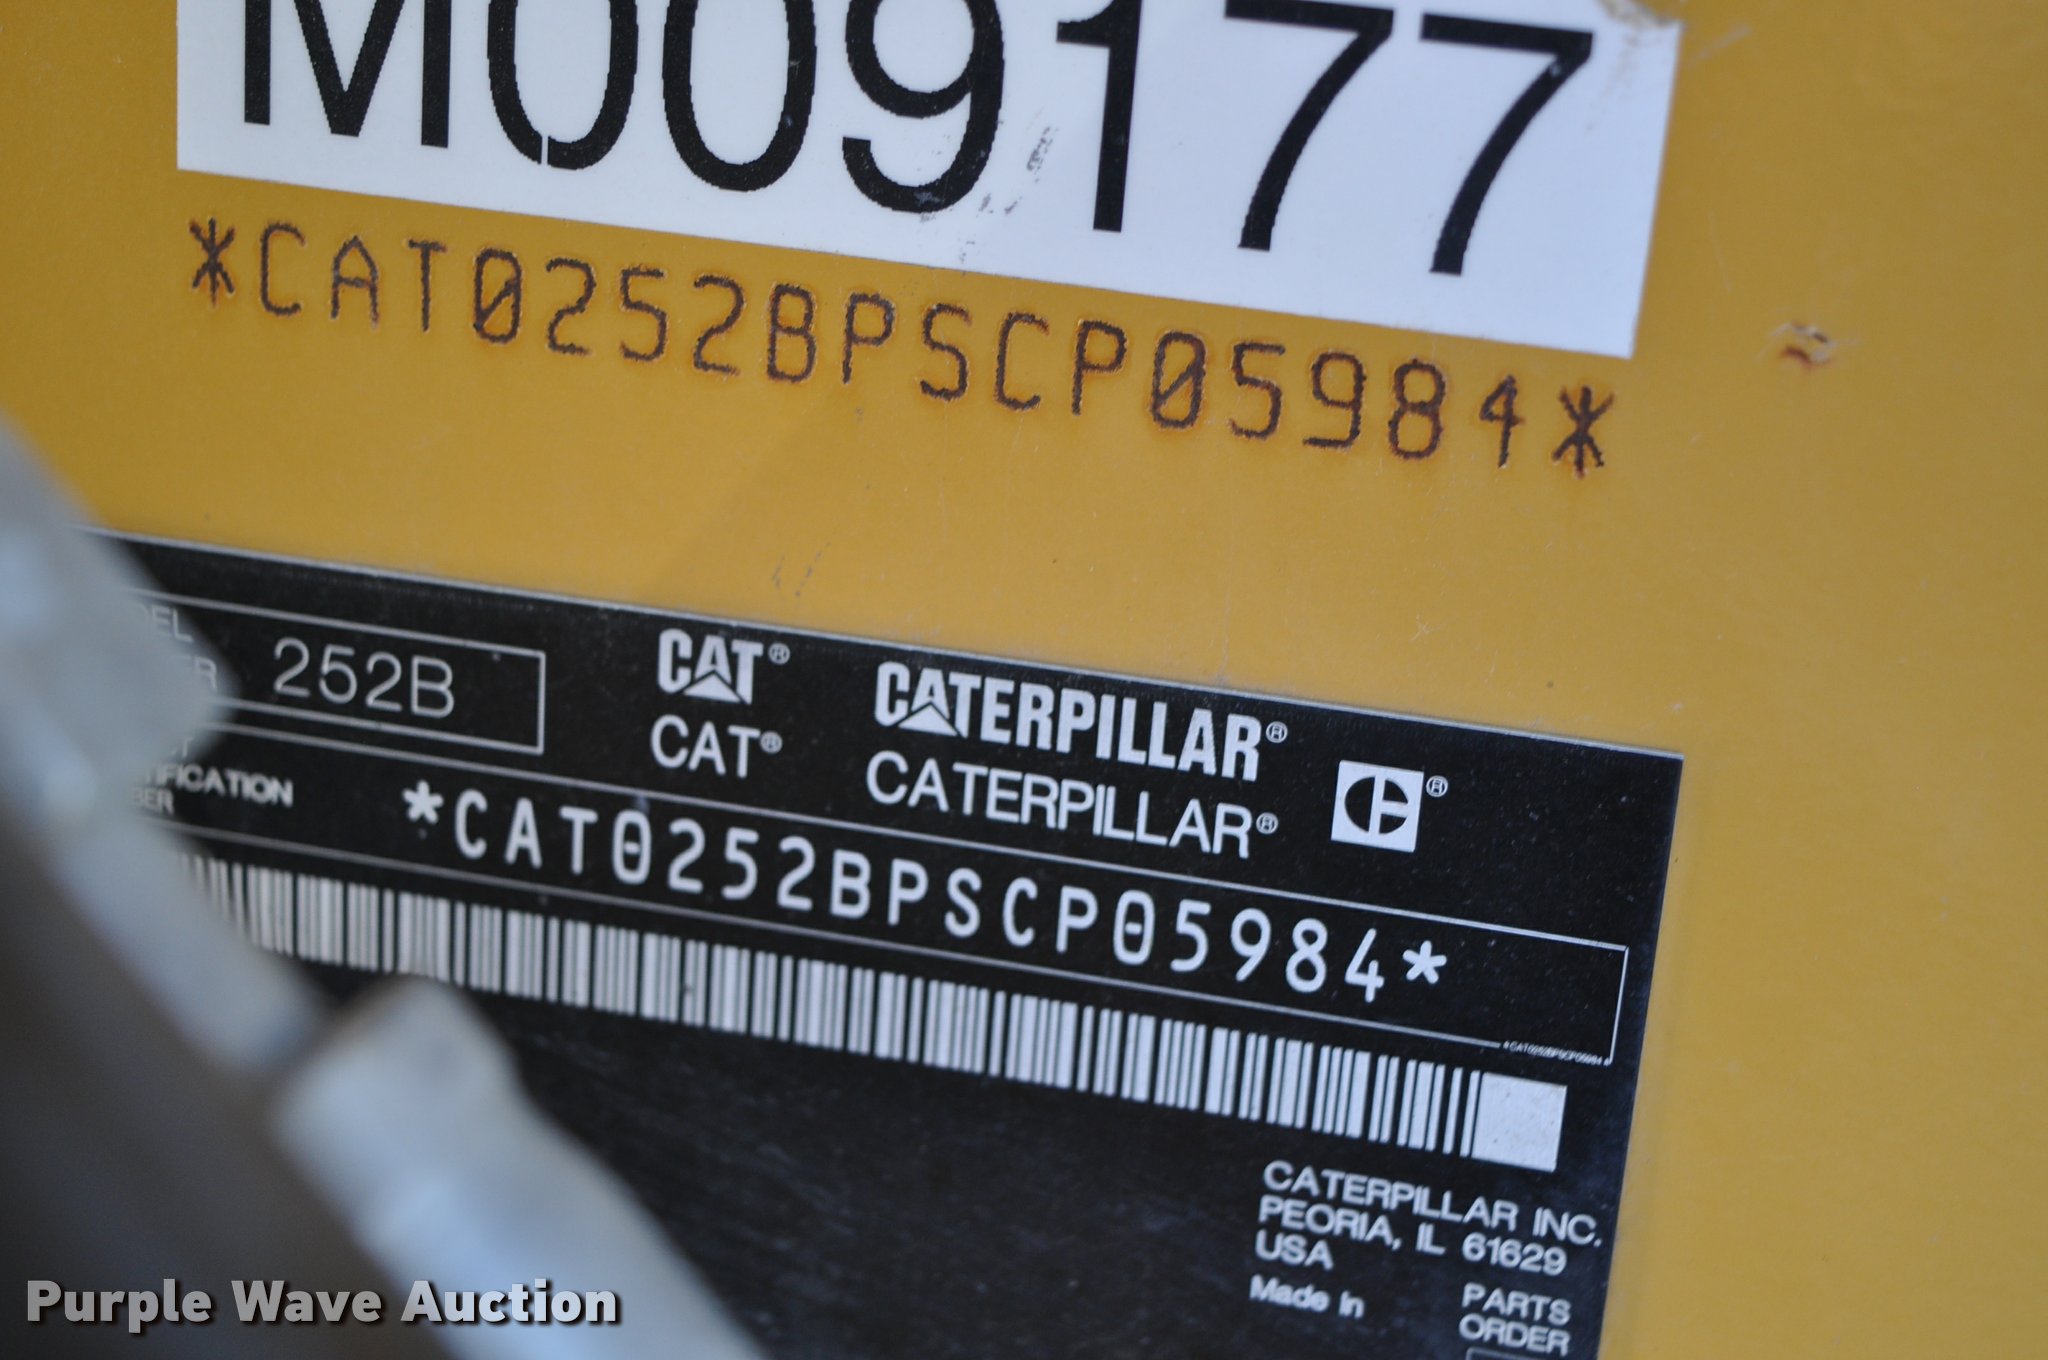 M009177
*CAT0252BPSCP05984*
252B
CAT®
CATERPILLAR®
CAT®
CATERPILLAR®
*CAT0252BPSCP05984*
*CAT0252BPSCP05984*
CATERPILLAR INC.
PEORIA, IL 61629
USA
Made in
PARTS
ORDER
Purple Wave Auction